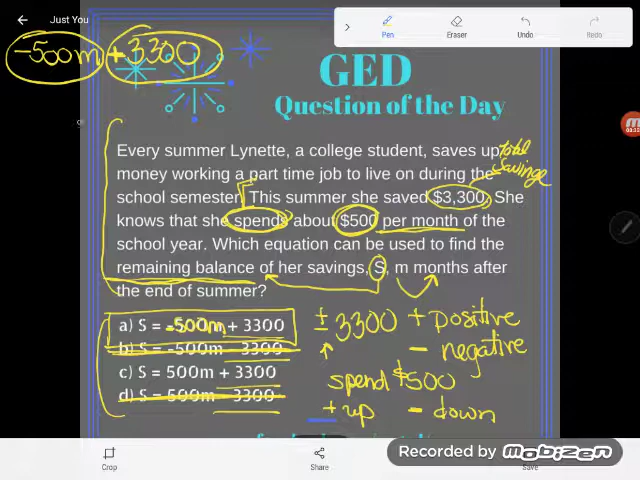 Just You
Pen
Eraser
Undo
Redo
-500m +3300
GED
Question of the Day
Every summer Lynette, a college student, saves up
money working a part time job to live on during the
school semester. This summer she saved $3,300. She
knows that she spends about $500 per month of the
school year. Which equation can be used to find the
remaining balance of her savings, S, m months after
the end of summer?
total
savings
a) S = -500m + 3300
b) S = -500m - 3300
c) S = 500m + 3300
d) S = 500m - 3300
± 3300 + positive
- negative
spend $500
+ up - down
Crop
Share
Save
Recorded by Mobizen